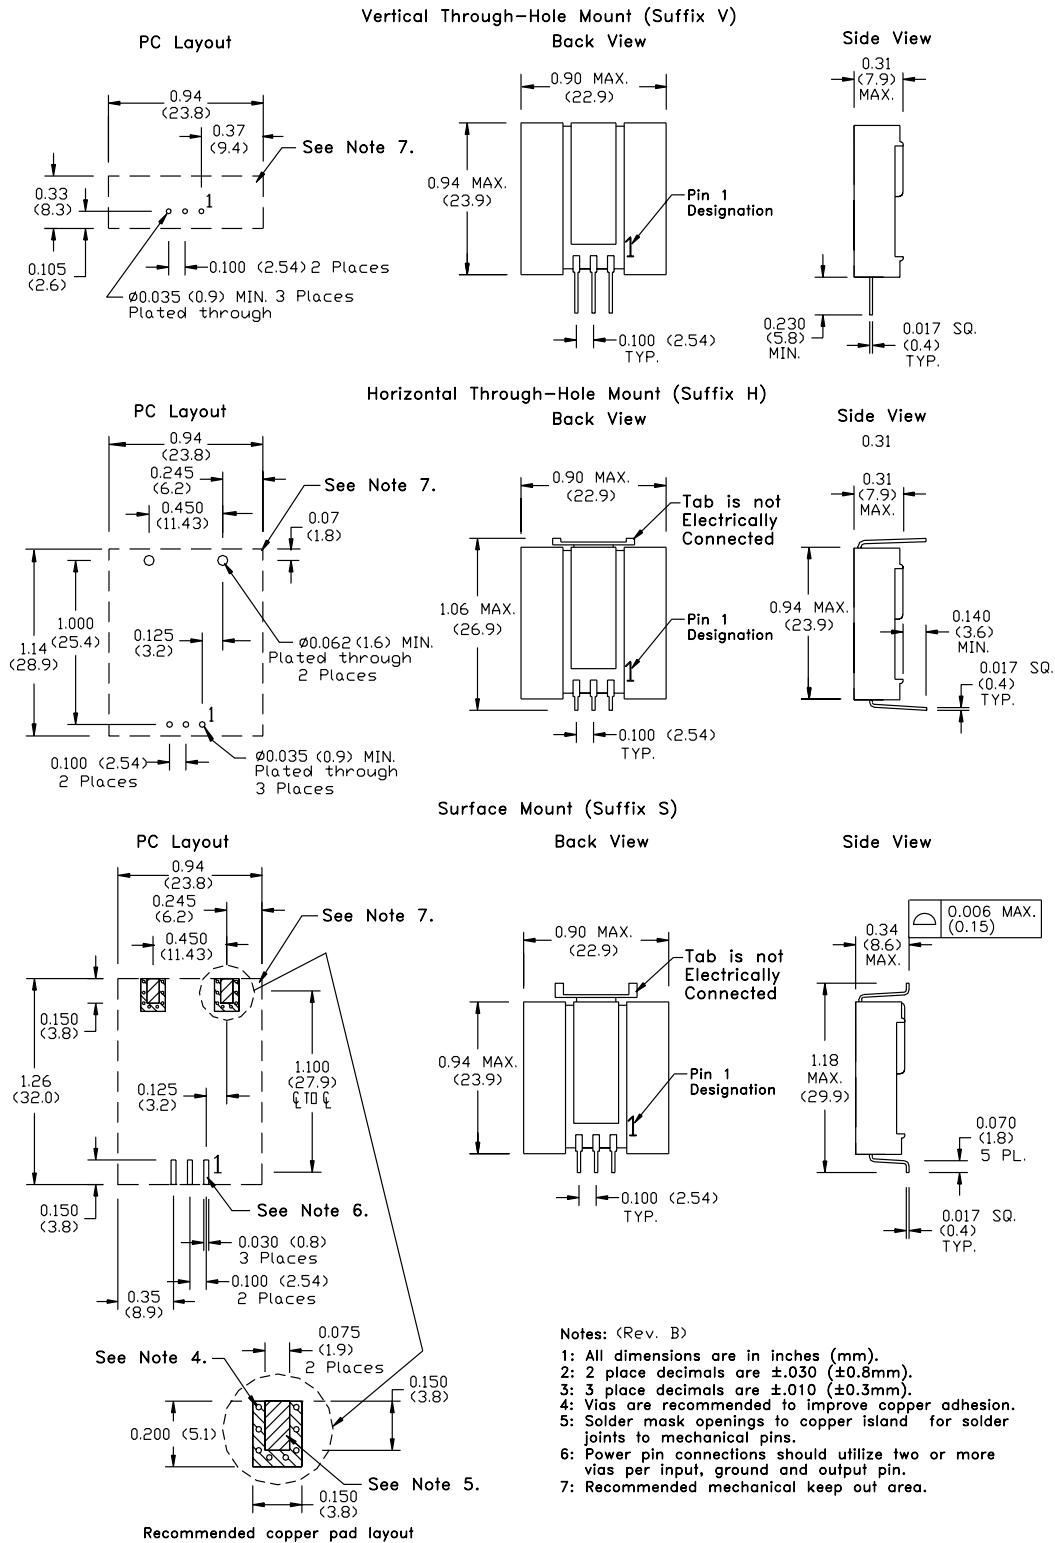 Vertical Through-Hole Mount (Suffix V)
PC Layout
Back View
Side View
0.94
(23.8)
0.37
(9.4)
See Note 7.
0.33
(8.3)
1
0.105
(2.6)
0.100 (2.54) 2 Places
Ø0.035 (0.9) MIN. 3 Places
Plated through
0.90 MAX.
(22.9)
0.94 MAX.
(23.9)
Pin 1
Designation
1
0.100 (2.54)
TYP.
0.31
(7.9)
MAX.
0.230
(5.8)
MIN.
0.017 SQ.
(0.4)
TYP.
Horizontal Through-Hole Mount (Suffix H)
PC Layout
Back View
Side View
0.94
(23.8)
0.245
(6.2)
0.450
(11.43)
See Note 7.
0.07
(1.8)
1.000
(25.4)
1.14
(28.9)
0.125
(3.2)
Ø0.062 (1.6) MIN.
Plated through
2 Places
1
0.100 (2.54)
2 Places
Ø0.035 (0.9) MIN.
Plated through
3 Places
0.90 MAX.
(22.9)
Tab is not
Electrically
Connected
1.06 MAX.
(26.9)
Pin 1
Designation
1
0.100 (2.54)
TYP.
0.31
0.31
(7.9)
MAX.
0.94 MAX.
(23.9)
0.140
(3.6)
MIN.
0.017 SQ.
(0.4)
TYP.
Surface Mount (Suffix S)
PC Layout
Back View
Side View
0.94
(23.8)
0.245
(6.2)
0.450
(11.43)
See Note 7.
0.150
(3.8)
1.26
(32.0)
1.100
(27.9)
℄ TO ℄
0.125
(3.2)
1
0.150
(3.8)
See Note 6.
0.030 (0.8)
3 Places
0.100 (2.54)
2 Places
0.35
(8.9)
0.90 MAX.
(22.9)
Tab is not
Electrically
Connected
0.94 MAX.
(23.9)
Pin 1
Designation
1
0.100 (2.54)
TYP.
0.006 MAX.
(0.15)
0.34
(8.6)
MAX.
1.18
MAX.
(29.9)
0.070
(1.8)
5 PL.
0.017 SQ.
(0.4)
TYP.
0.075
(1.9)
2 Places
See Note 4.
0.150
(3.8)
0.200 (5.1)
See Note 5.
0.150
(3.8)
Recommended copper pad layout
Notes: (Rev. B)
1: All dimensions are in inches (mm).
2: 2 place decimals are ±.030 (±0.8mm).
3: 3 place decimals are ±.010 (±0.3mm).
4: Vias are recommended to improve copper adhesion.
5: Solder mask openings to copper island for solder
joints to mechanical pins.
6: Power pin connections should utilize two or more
vias per input, ground and output pin.
7: Recommended mechanical keep out area.